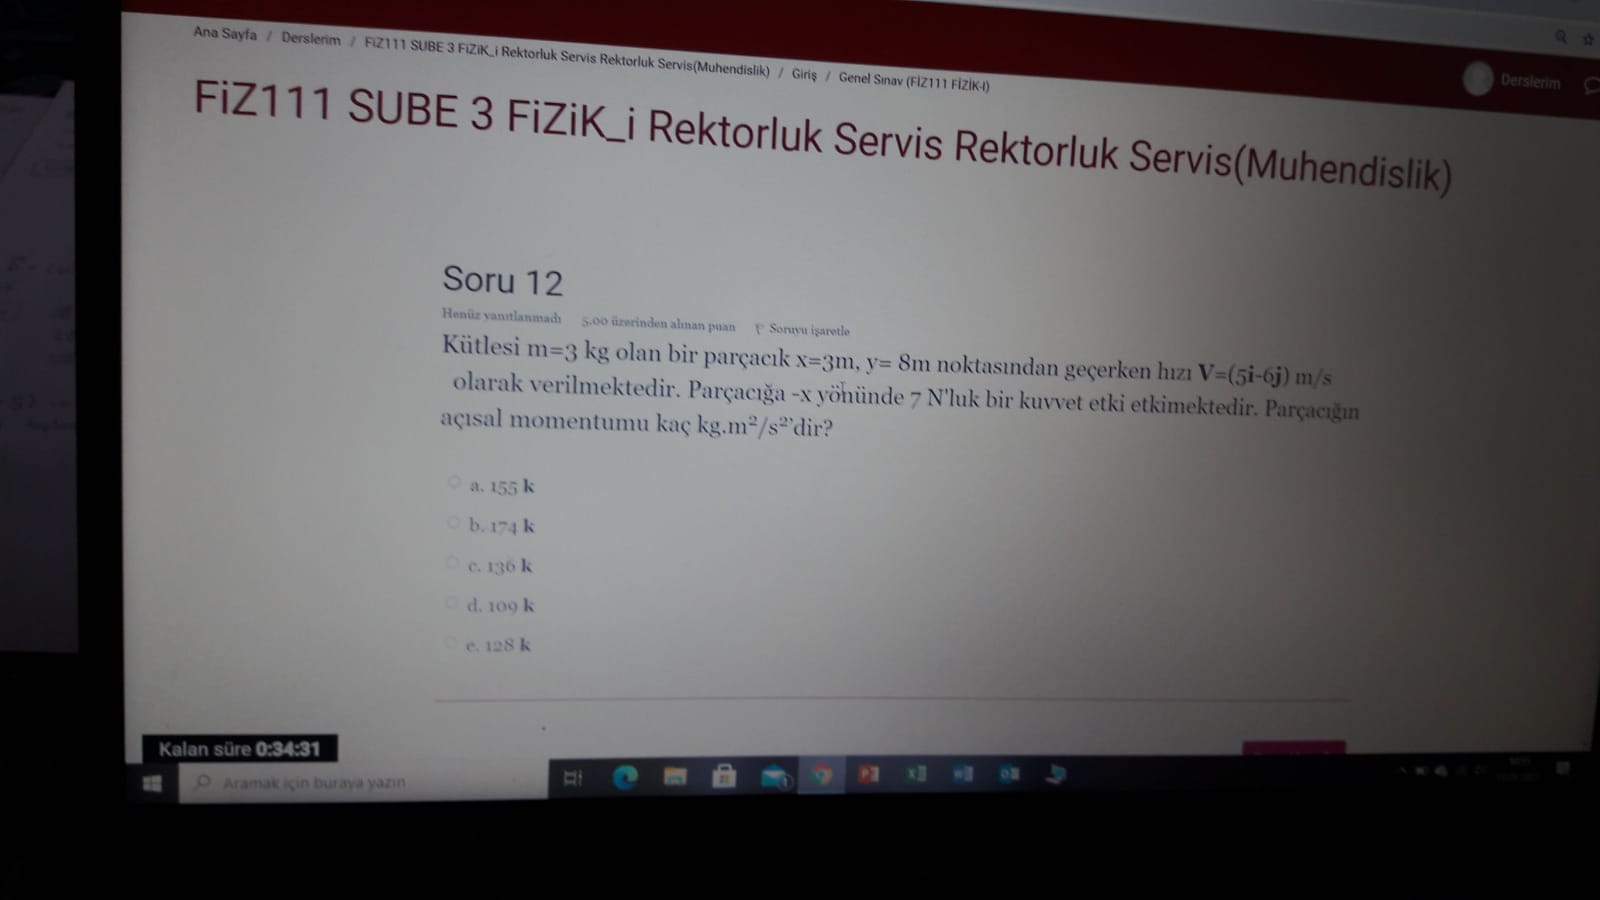 Ana Sayfa / Derslerim / FiZ111 SUBE 3 FiZiK_i Rektorluk Servis Rektorluk Servis(Muhendislik) / Giriş / Genel Sınav (FİZ111 FİZİK-I)
Derslerim
FiZ111 SUBE 3 FiZiK_i Rektorluk Servis Rektorluk Servis(Muhendislik)
Soru 12
Henüz yanıtlanmadı 5.00 üzerinden alınan puan Soruyu işaretle
Kütlesi m=3 kg olan bir parçacık x=3m, y= 8m noktasından geçerken hızı V=(5i-6j) m/s
olarak verilmektedir. Parçacığa -x yönünde 7 N'luk bir kuvvet etki etkimektedir. Parçacığın
açısal momentumu kaç kg.m²/s²'dir?
a. 155 k
b. 174 k
c. 136 k
d. 109 k
e. 128 k
Kalan süre 0:34:31
Aramak için buraya yazın